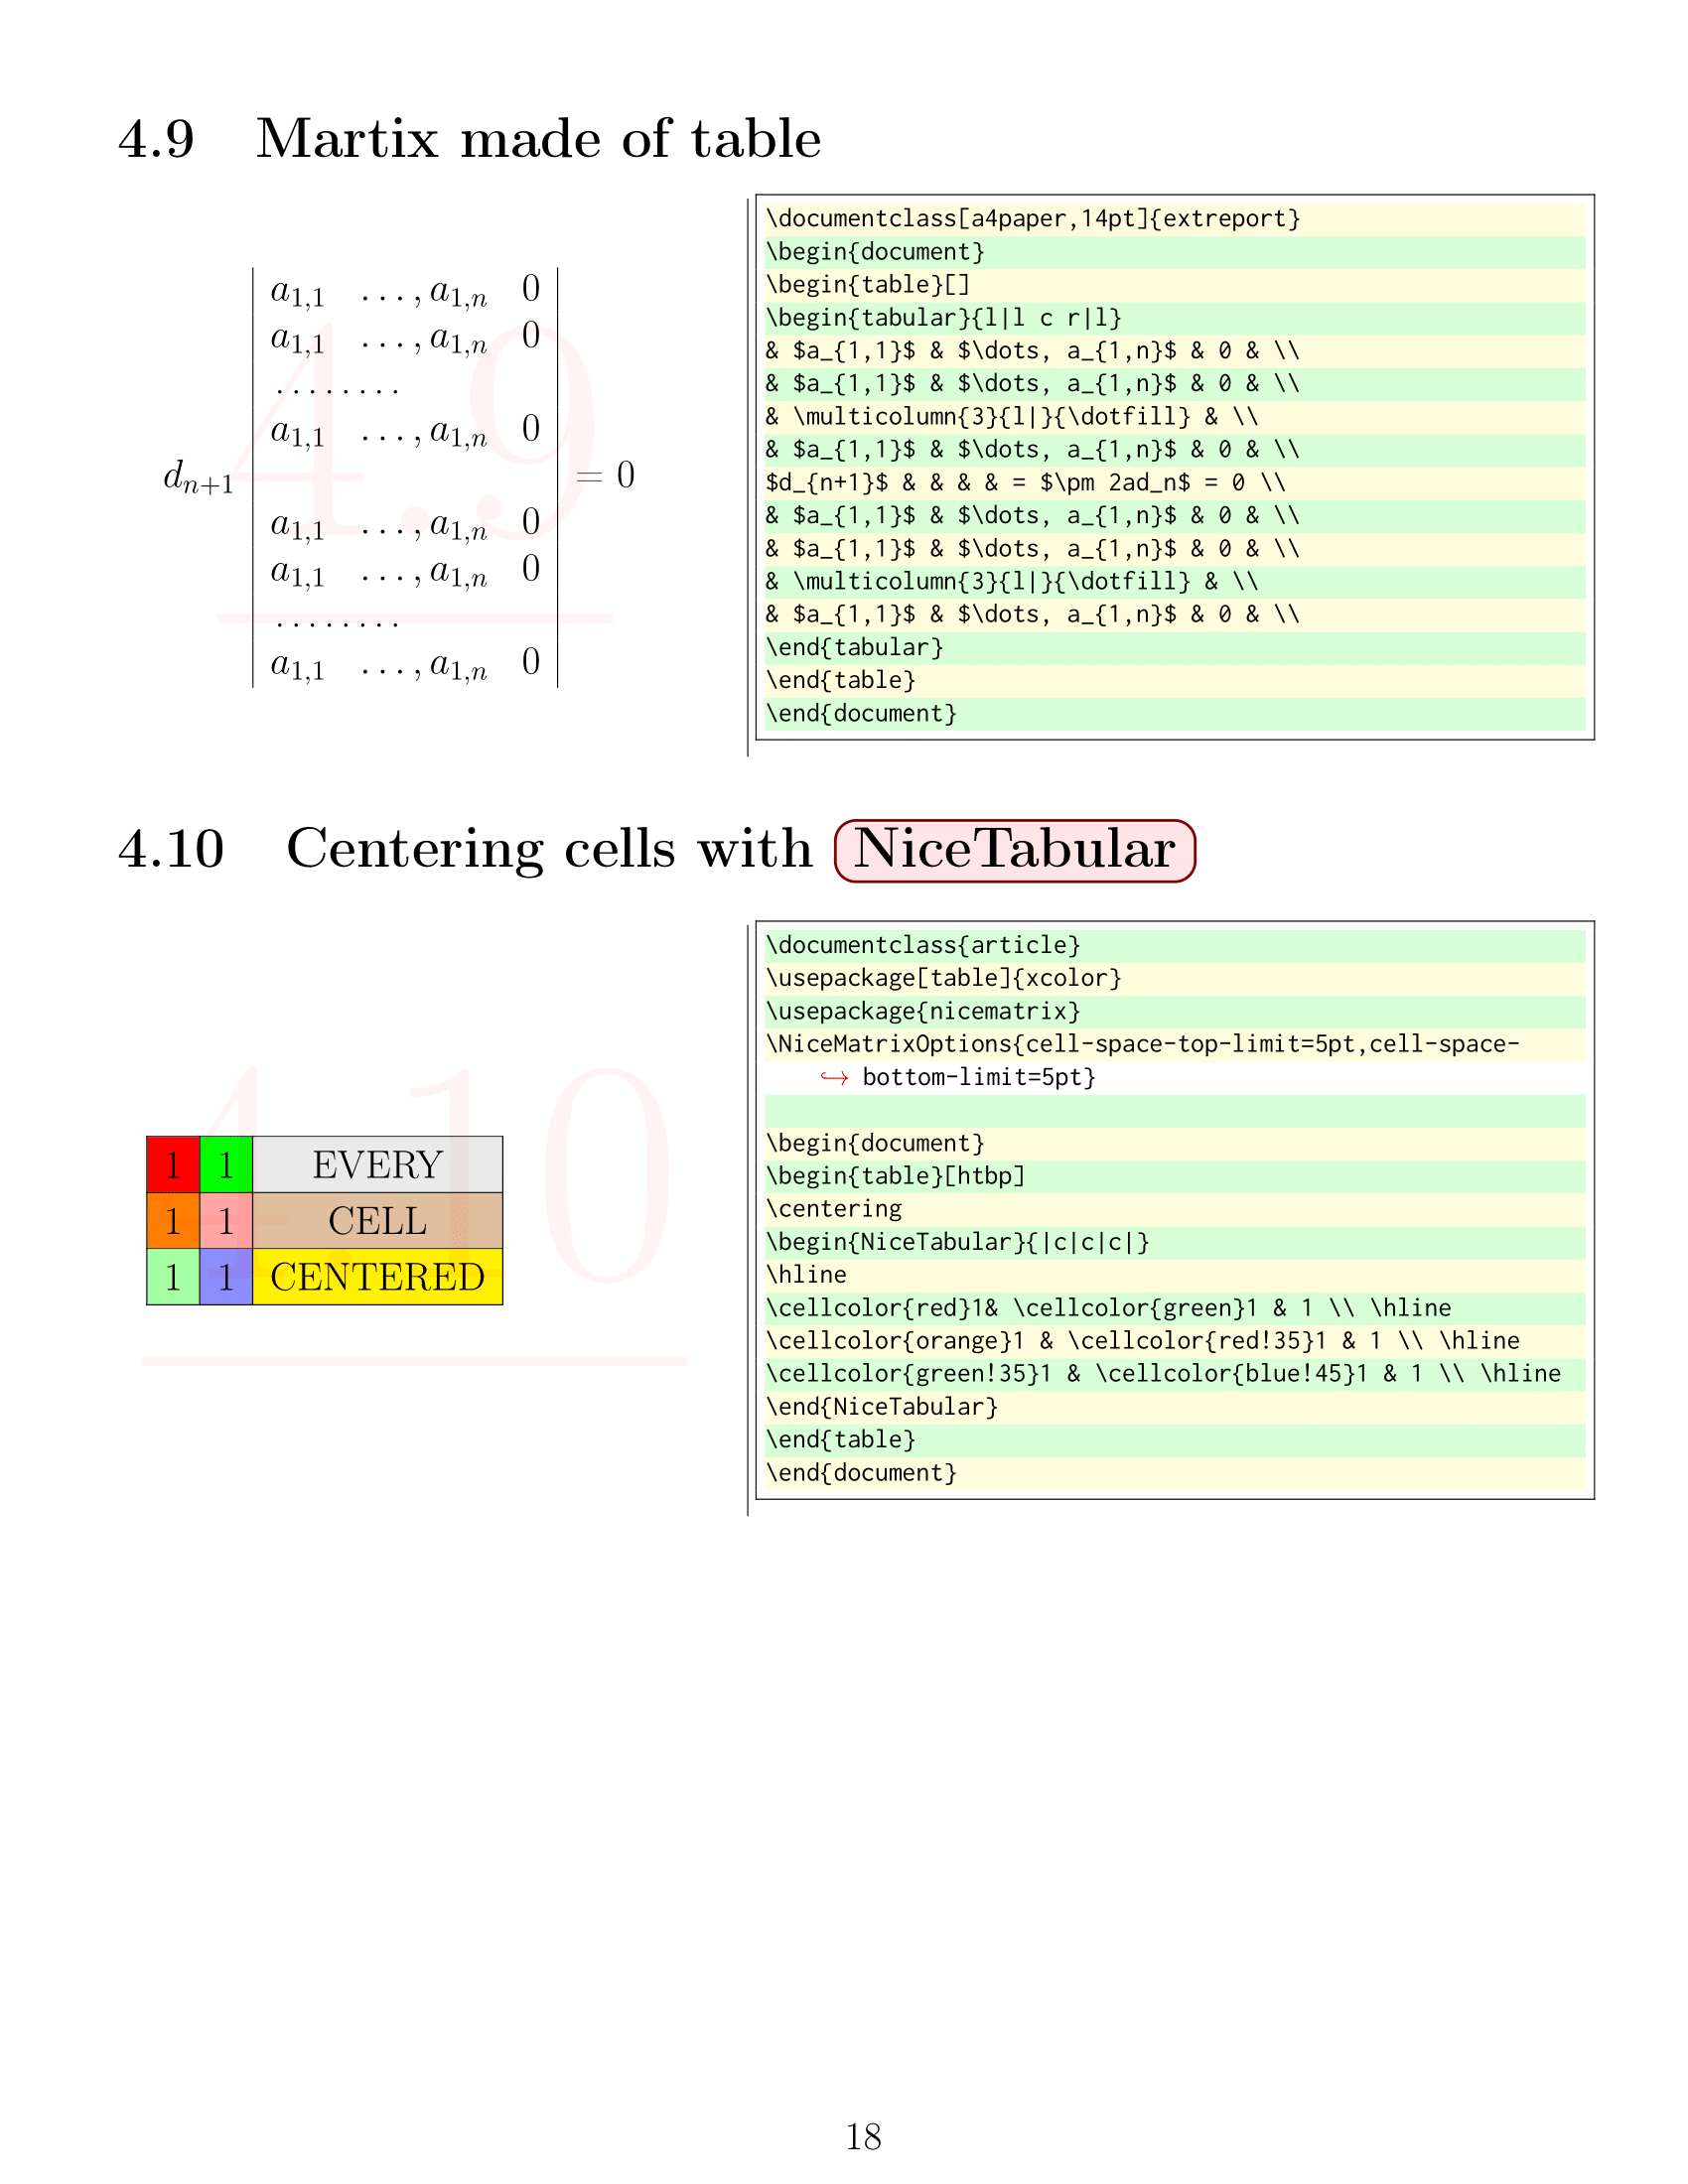 4.9 Martix made of table
a_{1,1} …, a_{1,n} 0
a_{1,1} …, a_{1,n} 0
........
a_{1,1} …, a_{1,n} 0
d_{n+1} = 0
a_{1,1} …, a_{1,n} 0
a_{1,1} …, a_{1,n} 0
........
a_{1,1} …, a_{1,n} 0
4.9
\documentclass[a4paper,14pt]{extreport}
\begin{document}
\begin{table}[]
\begin{tabular}{l|l c r|l}
& $a_{1,1}$ & $\dots, a_{1,n}$ & 0 & \\
& $a_{1,1}$ & $\dots, a_{1,n}$ & 0 & \\
& \multicolumn{3}{l|}{\dotfill} & \\
& $a_{1,1}$ & $\dots, a_{1,n}$ & 0 & \\
$d_{n+1}$ & & & & = $\pm 2ad_n$ = 0 \\
& $a_{1,1}$ & $\dots, a_{1,n}$ & 0 & \\
& $a_{1,1}$ & $\dots, a_{1,n}$ & 0 & \\
& \multicolumn{3}{l|}{\dotfill} & \\
& $a_{1,1}$ & $\dots, a_{1,n}$ & 0 & \\
\end{tabular}
\end{table}
\end{document}
4.10 Centering cells with NiceTabular
1 1 EVERY
1 1 CELL
1 1 CENTERED
4.10
\documentclass{article}
\usepackage[table]{xcolor}
\usepackage{nicematrix}
\NiceMatrixOptions{cell-space-top-limit=5pt,cell-space-
↪ bottom-limit=5pt}
\begin{document}
\begin{table}[htbp]
\centering
\begin{NiceTabular}{|c|c|c|}
\hline
\cellcolor{red}1& \cellcolor{green}1 & 1 \\ \hline
\cellcolor{orange}1 & \cellcolor{red!35}1 & 1 \\ \hline
\cellcolor{green!35}1 & \cellcolor{blue!45}1 & 1 \\ \hline
\end{NiceTabular}
\end{table}
\end{document}
18